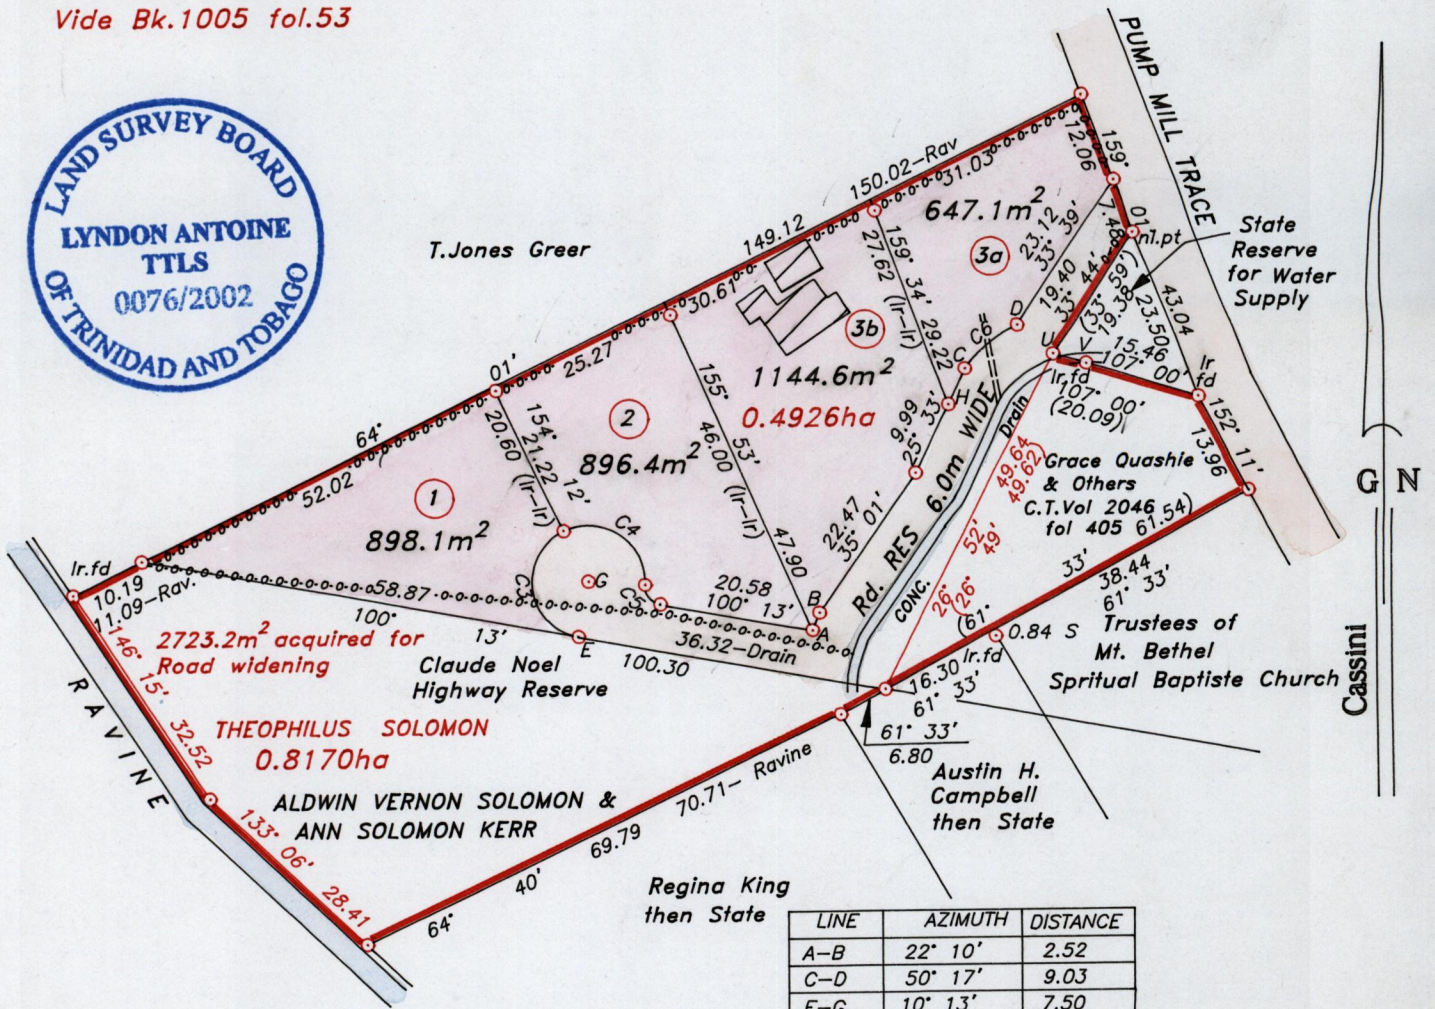 Vide Bk.1005 fol.53
LAND SURVEY BOARD
LYNDON ANTOINE
TTLS
0076/2002
OF TRINIDAD AND TOBAGO
T.Jones Greer
PUMP MILL TRACE
150.02-Rav
149.12
64°
01'
52.02
25.27
30.61
31.03
12.06
159°
01'
7.48
n1.pt
State
Reserve
for Water
Supply
647.1m²
3a
23.12
33° 39'
19.40
33° 44'
(33° 59')
19.38
23.50
43.04
159° 34'
27.62 (Ir-Ir)
29.22
3b
1144.6m²
0.4926ha
2
896.4m²
1
898.1m²
154° 12'
21.22
20.60 (Ir-Ir)
155° 53'
46.00 (Ir-Ir)
47.90
D
C6
C
H
U
V
15.46
107° 00'
Ir.fd
107° 00'
(20.09)
Ir
fd
152° 11'
13.96
9.99
25° 33'
22.47
35° 01'
Rd. RES 6.0m WIDE
CONC. Drain
49.64
49.62)
52'
49'
26°
(26°
Grace Quashie
& Others
C.T.Vol 2046
fol 405
61.54)
33'
(61°
38.44
61° 33'
G N
Cassini
Ir.fd
10.19
11.09-Rav.
58.87
100° 13'
C3
C4
C5
G
E
20.58
100° 13'
B
A
36.32-Drain
100.30
16.30
61° 33'
Ir.fd
0.84 S
Trustees of
Mt. Bethel
Spritual Baptiste Church
61° 33'
6.80
Austin H.
Campbell
then State
2723.2m² acquired for
Road widening
Claude Noel
Highway Reserve
146° 15'
32.52
RAVINE
THEOPHILUS SOLOMON
0.8170ha
ALDWIN VERNON SOLOMON &
ANN SOLOMON KERR
133° 06'
28.41
70.71- Ravine
69.79
64° 40'
Regina King
then State
LINE AZIMUTH DISTANCE
A-B 22° 10' 2.52
C-D 50° 17' 9.03
E-G 10° 13' 7.50